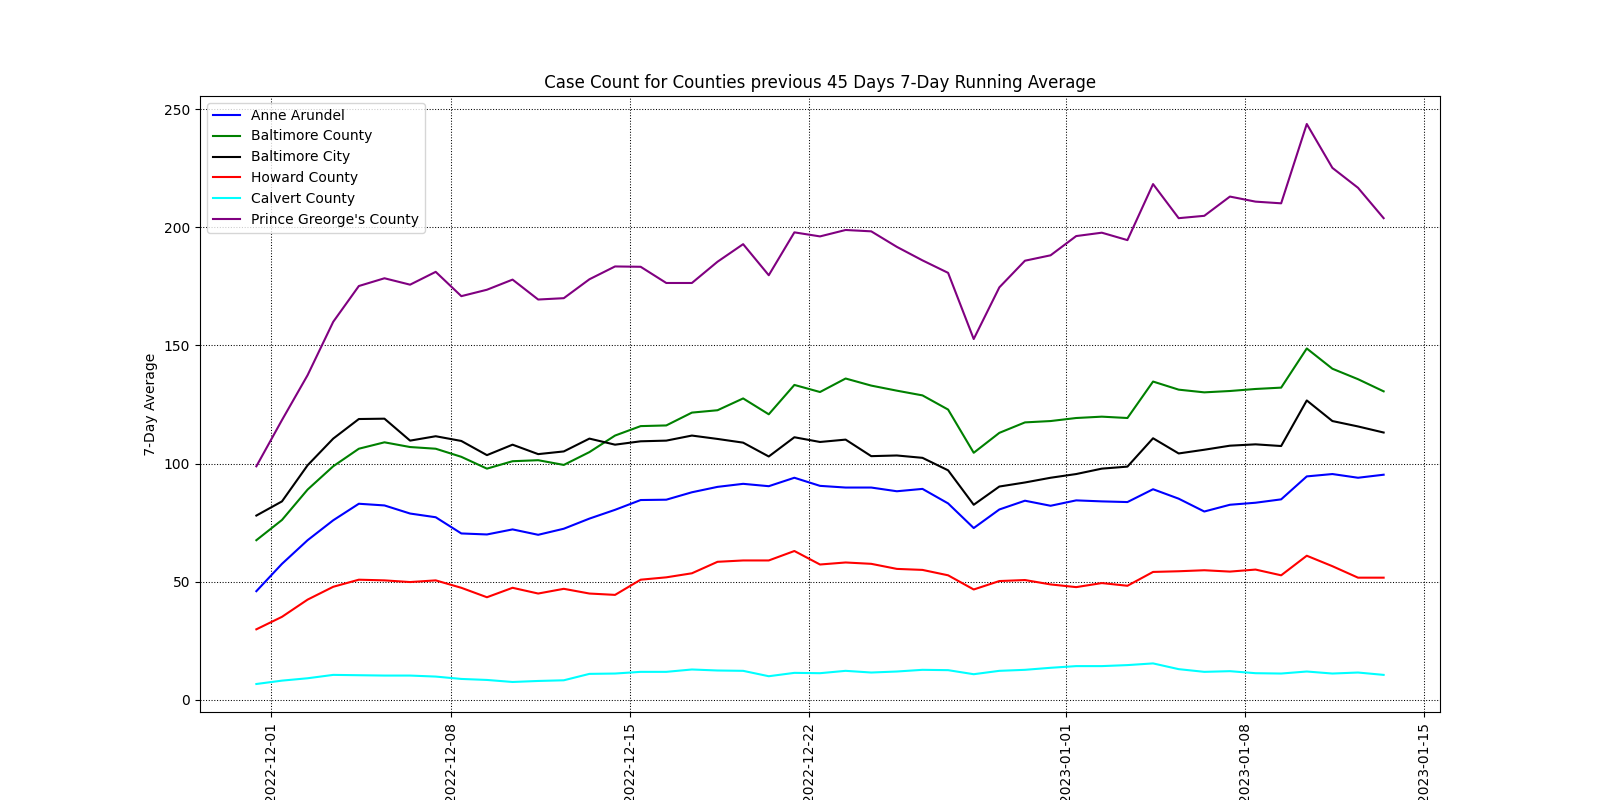 Case Count for Counties previous 45 Days 7-Day Running Average
250
200
150
100
50
0
7-Day Average
Anne Arundel
Baltimore County
Baltimore City
Howard County
Calvert County
Prince Greorge's County
2022-12-01
2022-12-08
2022-12-15
2022-12-22
2023-01-01
2023-01-08
2023-01-15